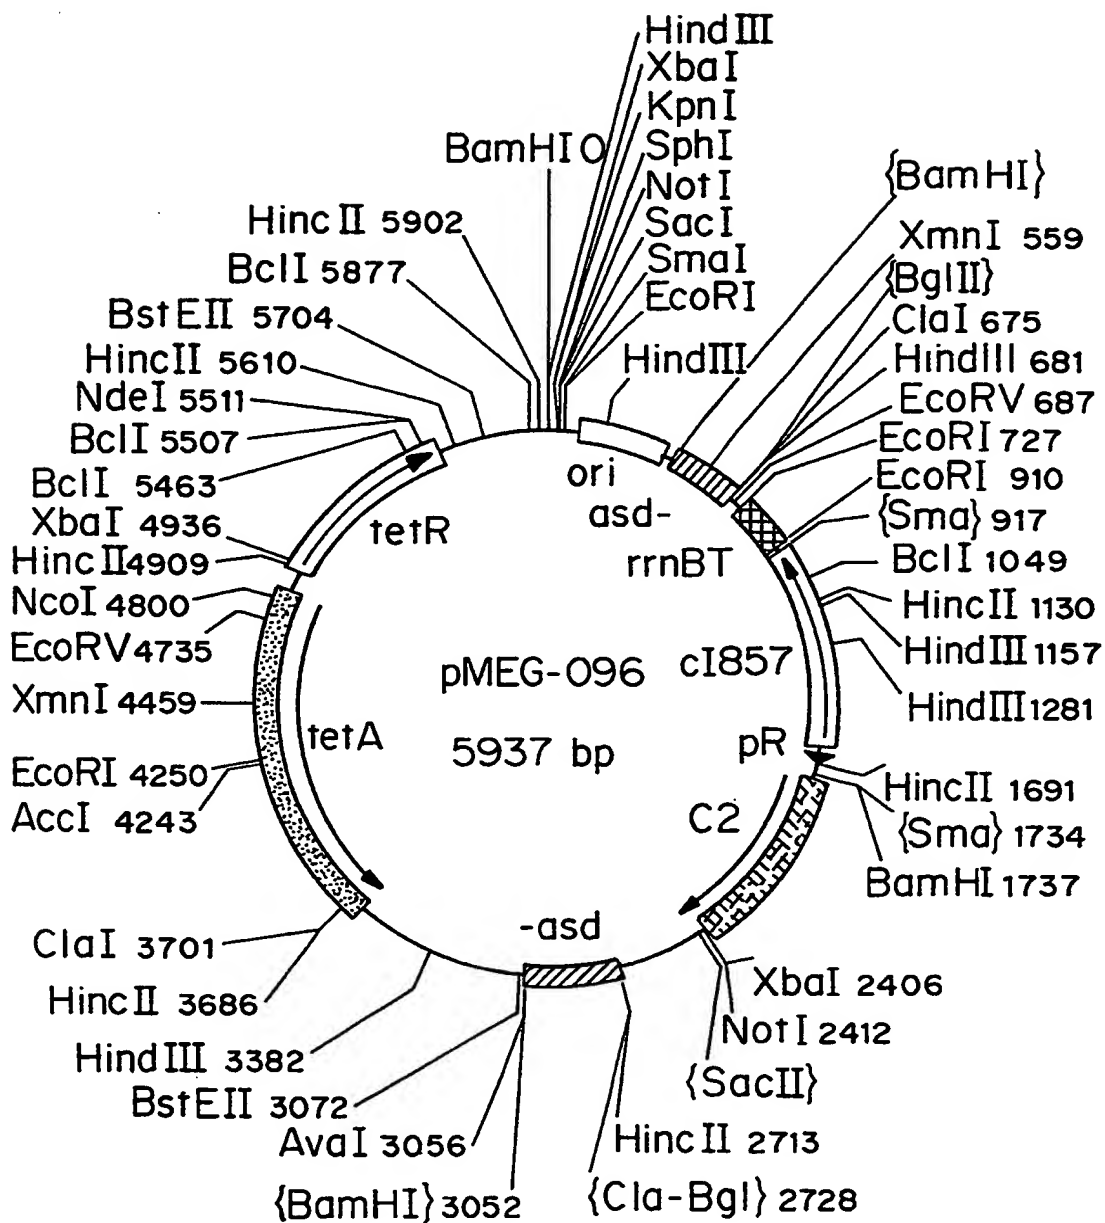 Hind III
XbaI
KpnI
SphI
NotI
SacI
SmaI
EcoRI
BamHI 0
HindIII
{BamHI}
XmnI 559
{BglII}
ClaI 675
HindIII 681
EcoRV 687
EcoRI 727
EcoRI 910
{Sma} 917
BclI 1049
HincII 1130
HindIII 1157
HindIII 1281
HincII 1691
{Sma} 1734
BamHI 1737
XbaI 2406
NotI 2412
{SacII}
HincII 2713
{Cla-Bgl} 2728
{BamHI} 3052
AvaI 3056
BstEII 3072
HindIII 3382
HincII 3686
ClaI 3701
AccI 4243
EcoRI 4250
XmnI 4459
EcoRV 4735
NcoI 4800
HincII 4909
XbaI 4936
BclI 5463
BclI 5507
NdeI 5511
HincII 5610
BstEII 5704
BclI 5877
HincII 5902
ori
asd-
rrnBT
cI857
pR
C2
-asd
tetA
tetR
pMEG-096
5937 bp